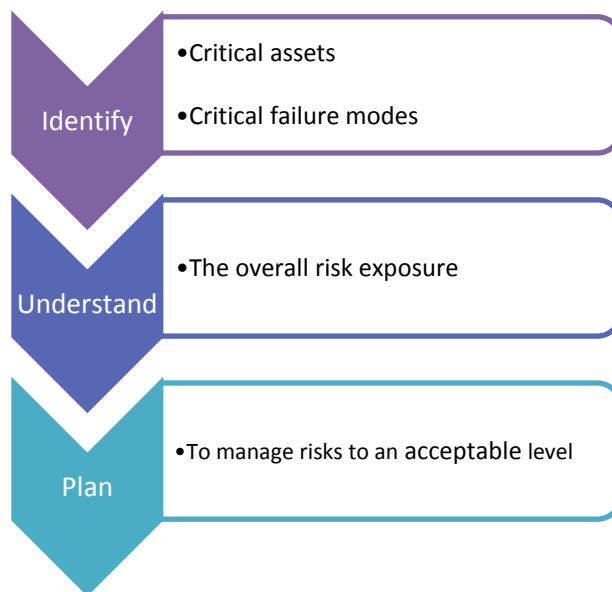 Identify
•Critical assets
•Critical failure modes
Understand
•The overall risk exposure
Plan
•To manage risks to an acceptable level